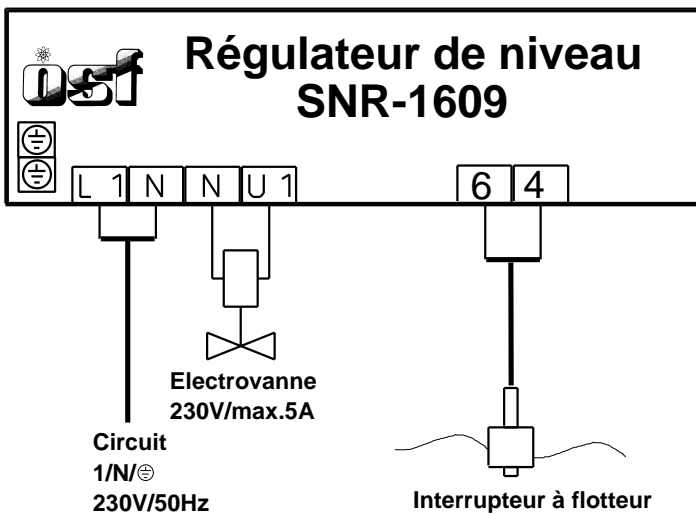 osf
Régulateur de niveau
SNR-1609
L 1 N N U 1
6 4
Electrovanne
230V/max.5A
Circuit
1/N/⏚
230V/50Hz
Interrupteur à flotteur